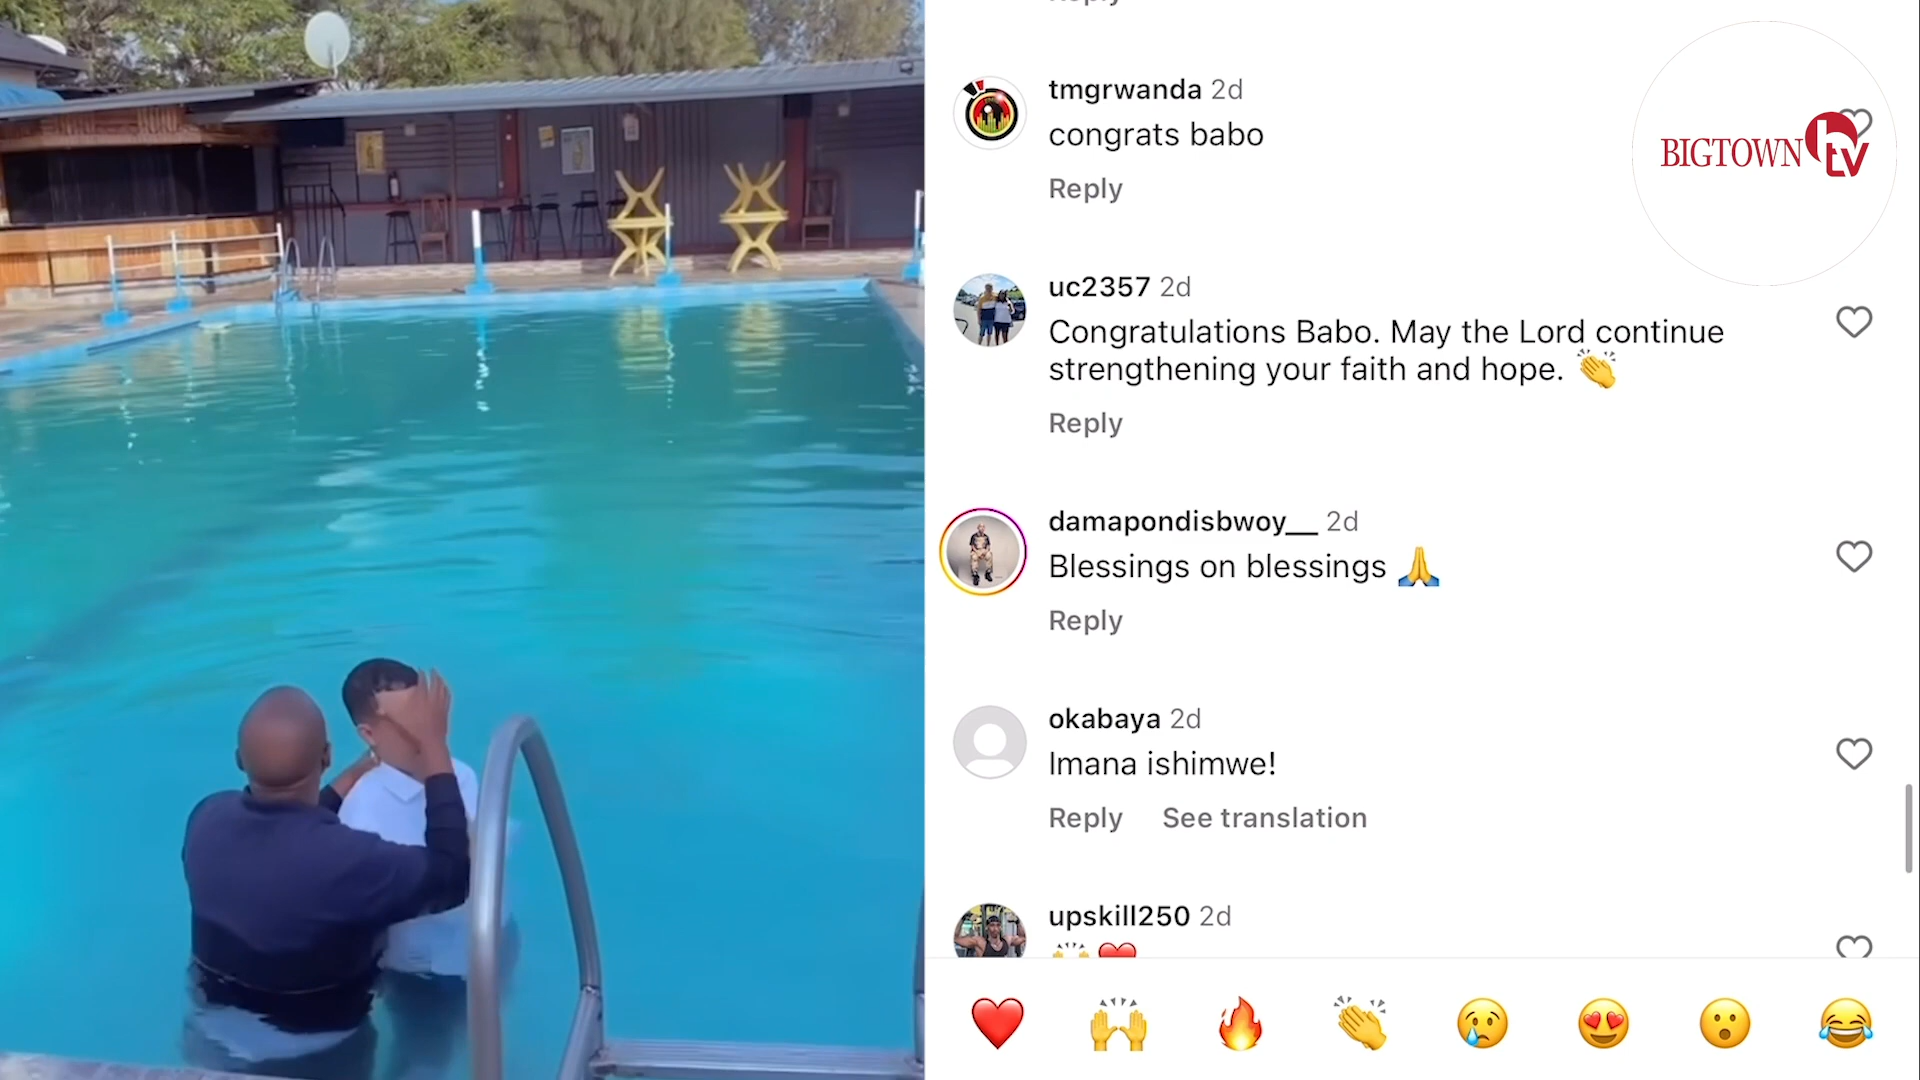 Reply
tmgrwanda 2d
congrats babo
Reply
BIGTOWN tv
uc2357 2d
Congratulations Babo. May the Lord continue
strengthening your faith and hope. 👏
Reply
damapondisbwoy__ 2d
Blessings on blessings 🙏
Reply
okabaya 2d
Imana ishimwe!
Reply See translation
upskill250 2d
🙌❤️
❤️ 🙌 🔥 👏 😢 😍 😮 😂